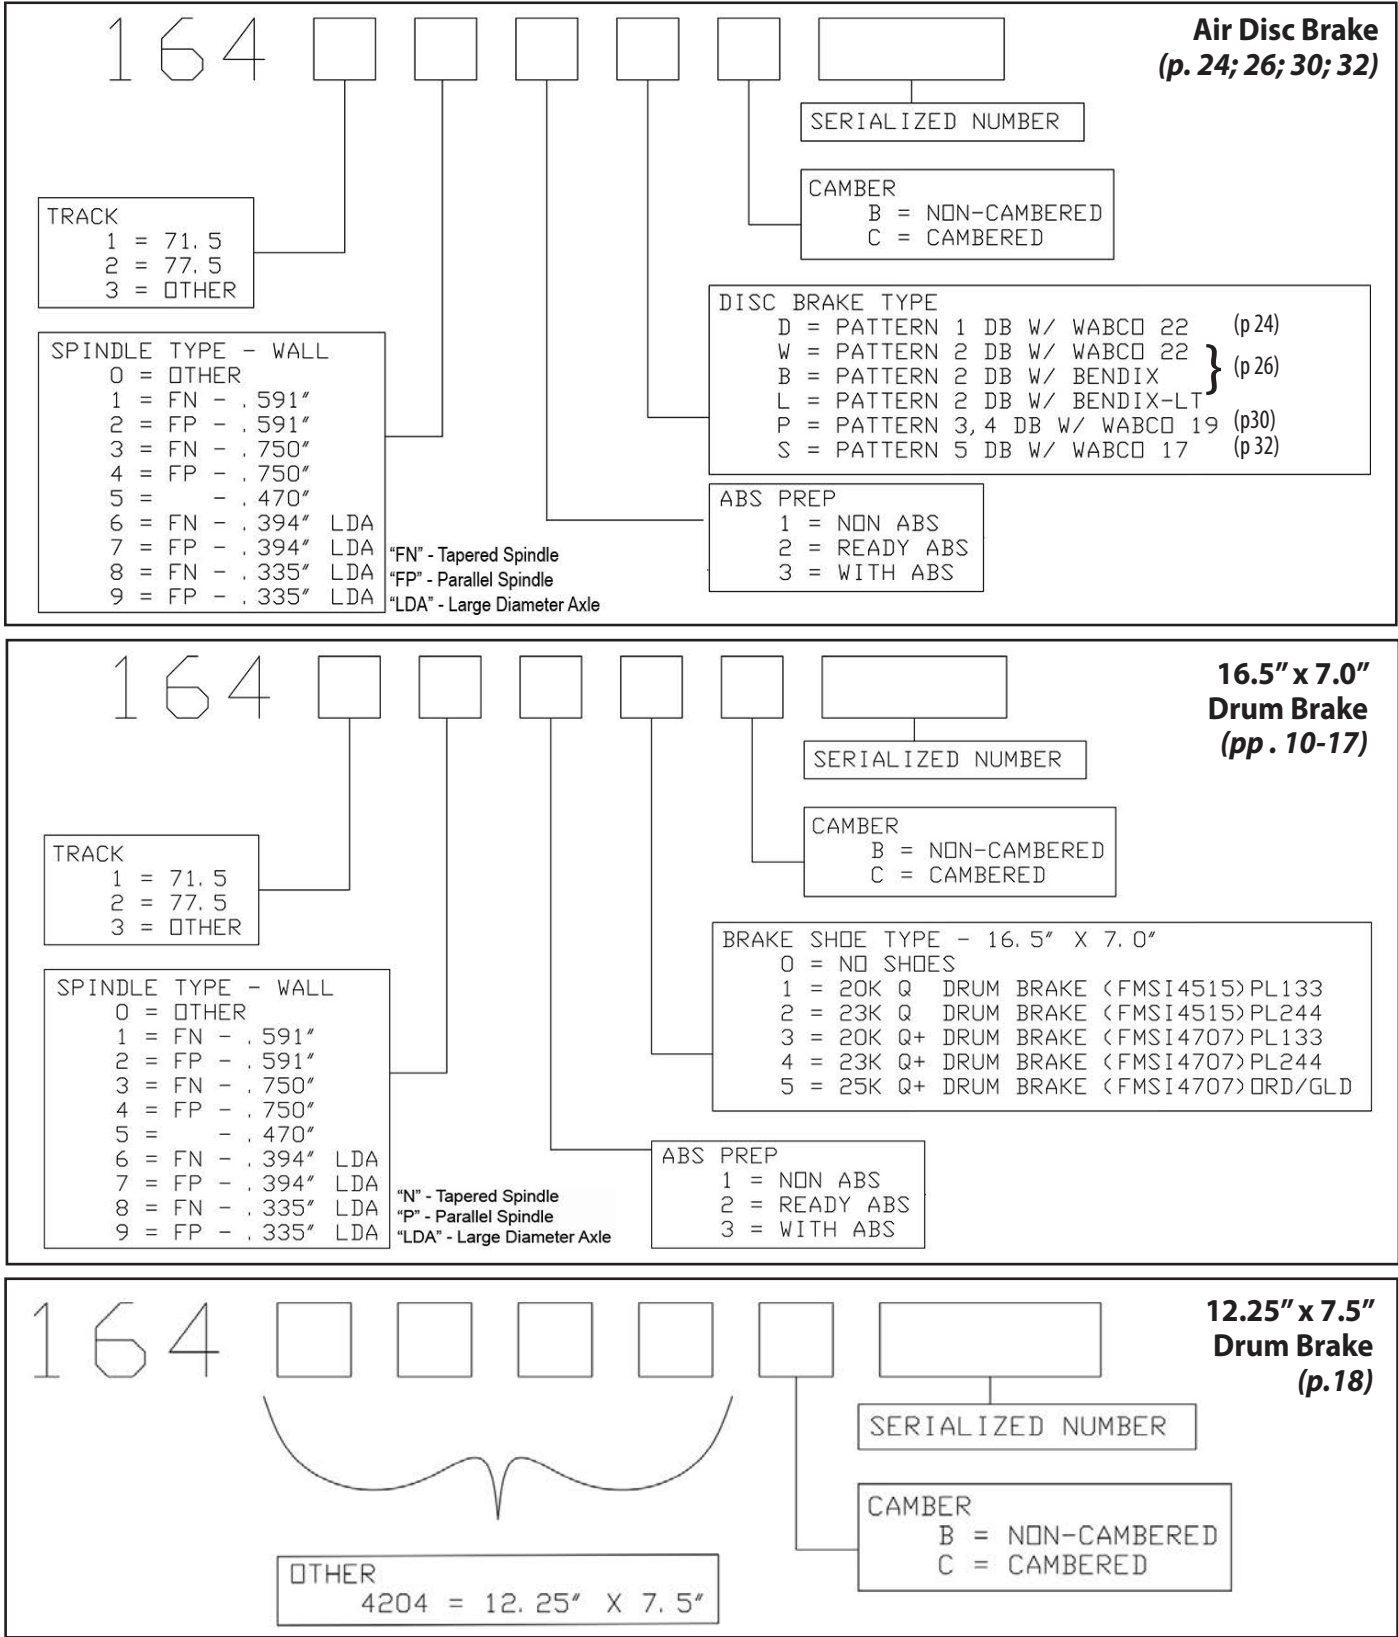 164
Air Disc Brake
(p. 24; 26; 30; 32)
SERIALIZED NUMBER
CAMBER
B = NON-CAMBERED
C = CAMBERED
TRACK
1 = 71.5
2 = 77.5
3 = OTHER
DISC BRAKE TYPE
D = PATTERN 1 DB W/ WABCO 22 (p 24)
W = PATTERN 2 DB W/ WABCO 22
B = PATTERN 2 DB W/ BENDIX } (p 26)
L = PATTERN 2 DB W/ BENDIX-LT
P = PATTERN 3,4 DB W/ WABCO 19 (p30)
S = PATTERN 5 DB W/ WABCO 17 (p 32)
SPINDLE TYPE - WALL
0 = OTHER
1 = FN - .591"
2 = FP - .591"
3 = FN - .750"
4 = FP - .750"
5 = - .470"
6 = FN - .394" LDA
7 = FP - .394" LDA
8 = FN - .335" LDA
9 = FP - .335" LDA
"FN" - Tapered Spindle
"FP" - Parallel Spindle
"LDA" - Large Diameter Axle
ABS PREP
1 = NON ABS
2 = READY ABS
3 = WITH ABS
164
16.5" x 7.0"
Drum Brake
(pp . 10-17)
SERIALIZED NUMBER
CAMBER
B = NON-CAMBERED
C = CAMBERED
TRACK
1 = 71.5
2 = 77.5
3 = OTHER
BRAKE SHOE TYPE - 16.5" X 7.0"
0 = NO SHOES
1 = 20K Q DRUM BRAKE (FMSI4515)PL133
2 = 23K Q DRUM BRAKE (FMSI4515)PL244
3 = 20K Q+ DRUM BRAKE (FMSI4707)PL133
4 = 23K Q+ DRUM BRAKE (FMSI4707)PL244
5 = 25K Q+ DRUM BRAKE (FMSI4707)ORD/GLD
SPINDLE TYPE - WALL
0 = OTHER
1 = FN - .591"
2 = FP - .591"
3 = FN - .750"
4 = FP - .750"
5 = - .470"
6 = FN - .394" LDA
7 = FP - .394" LDA
8 = FN - .335" LDA
9 = FP - .335" LDA
"N" - Tapered Spindle
"P" - Parallel Spindle
"LDA" - Large Diameter Axle
ABS PREP
1 = NON ABS
2 = READY ABS
3 = WITH ABS
164
12.25" x 7.5"
Drum Brake
(p.18)
SERIALIZED NUMBER
CAMBER
B = NON-CAMBERED
C = CAMBERED
OTHER
4204 = 12.25" X 7.5"